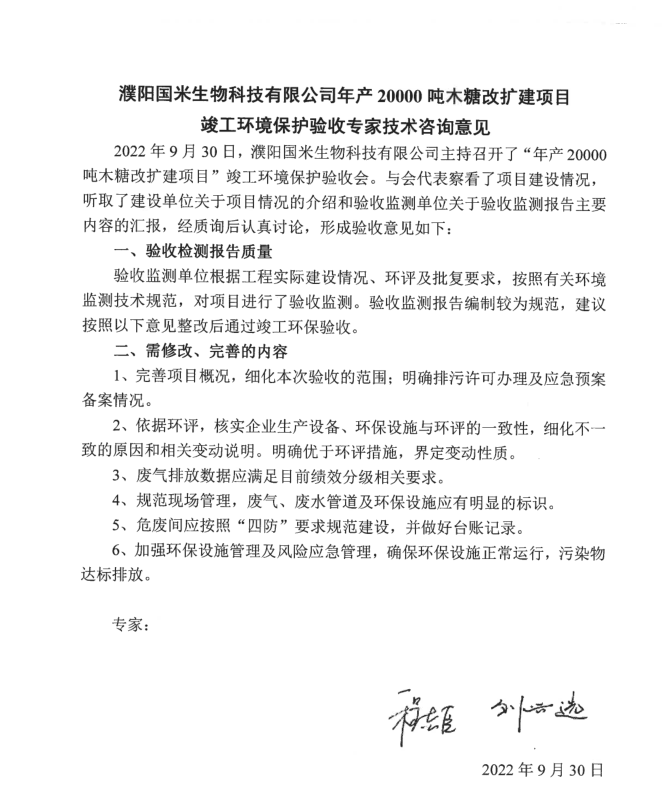 濮阳国米生物科技有限公司年产 20000 吨木糖改扩建项目
竣工环境保护验收专家技术咨询意见
2022 年 9 月 30 日，濮阳国米生物科技有限公司主持召开了“年产 20000
吨木糖改扩建项目”竣工环境保护验收会。与会代表察看了项目建设情况，
听取了建设单位关于项目情况的介绍和验收监测单位关于验收监测报告主要
内容的汇报，经质询后认真讨论，形成验收意见如下：
一、验收检测报告质量
验收监测单位根据工程实际建设情况、环评及批复要求，按照有关环境
监测技术规范，对项目进行了验收监测。验收监测报告编制较为规范，建议
按照以下意见整改后通过竣工环保验收。
二、需修改、完善的内容
1、完善项目概况，细化本次验收的范围；明确排污许可办理及应急预案
备案情况。
2、依据环评，核实企业生产设备、环保设施与环评的一致性，细化不一
致的原因和相关变动说明。明确优于环评措施，界定变动性质。
3、废气排放数据应满足目前绩效分级相关要求。
4、规范现场管理，废气、废水管道及环保设施应有明显的标识。
5、危废间应按照“四防”要求规范建设，并做好台账记录。
6、加强环保设施管理及风险应急管理，确保环保设施正常运行，污染物
达标排放。
专家：
2022 年 9 月 30 日